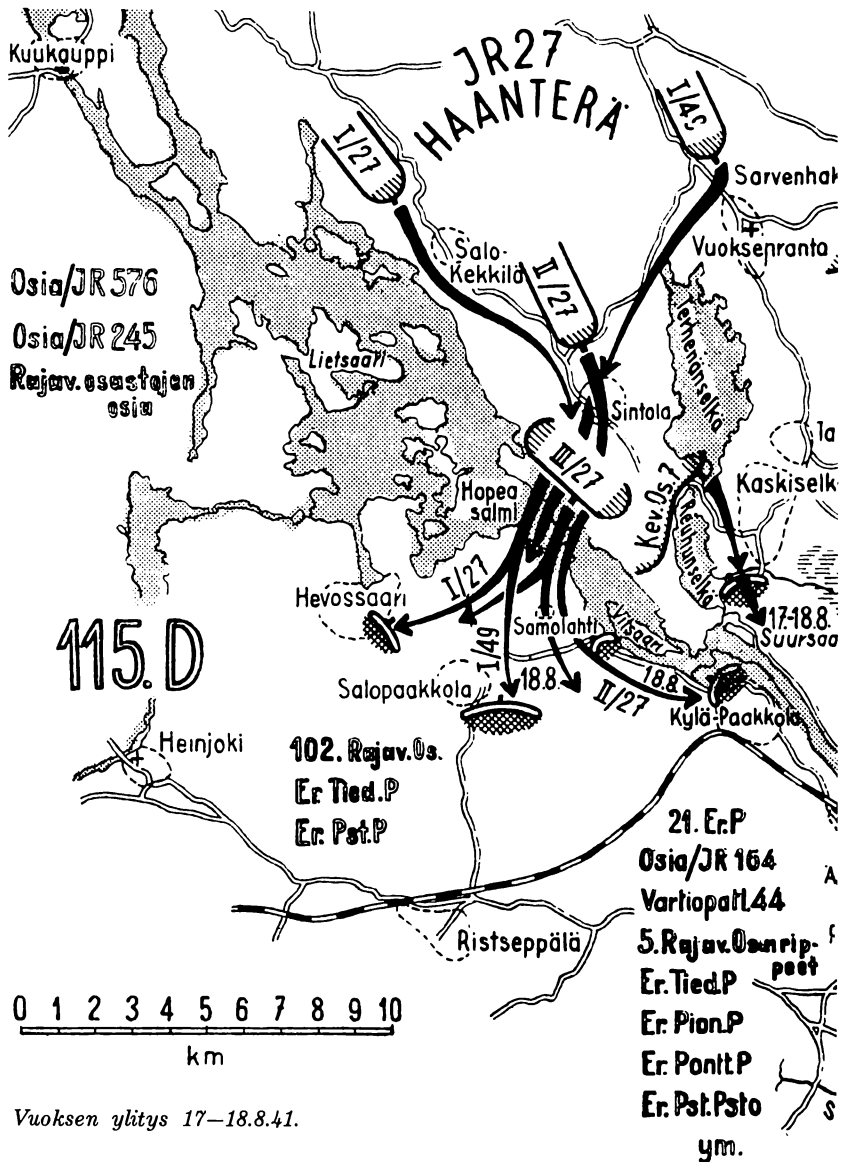 Kuukauppi
JR27
HAANTERÄ
I/27
I/49
Sarvenhak
Vuoksenranta
Salo-
Kekkilä
II/27
Osia/JR 576
Osia/JR 245
Rajav.osastojen
osia
Lietsaari
Terhenänselkä
Sintola
III/27
Kev.Os.7
Kaskiselk
Hopea
salmi
Reuhunselkä
I/27
Hevossaari
17.-18.8.
Suursaa
Samolahti
Vitsaari
115.D
I/49
18.8.
18.8.
II/27
Salopaakkola
Kylä-Paakkola
Heinjoki
102. Rajav.Os.
Er. Tied.P
Er. Pst.P
21. Er.P
Osia/JR 164
Vartiopatl.44
5.Rajav.Os:n rip-
peet
Er. Tied.P
Er. Pion.P
Er. Pontt.P
Er. Pst.Psto
ym.
Ristseppälä
0 1 2 3 4 5 6 7 8 9 10
km
Vuoksen ylitys 17—18.8.41.